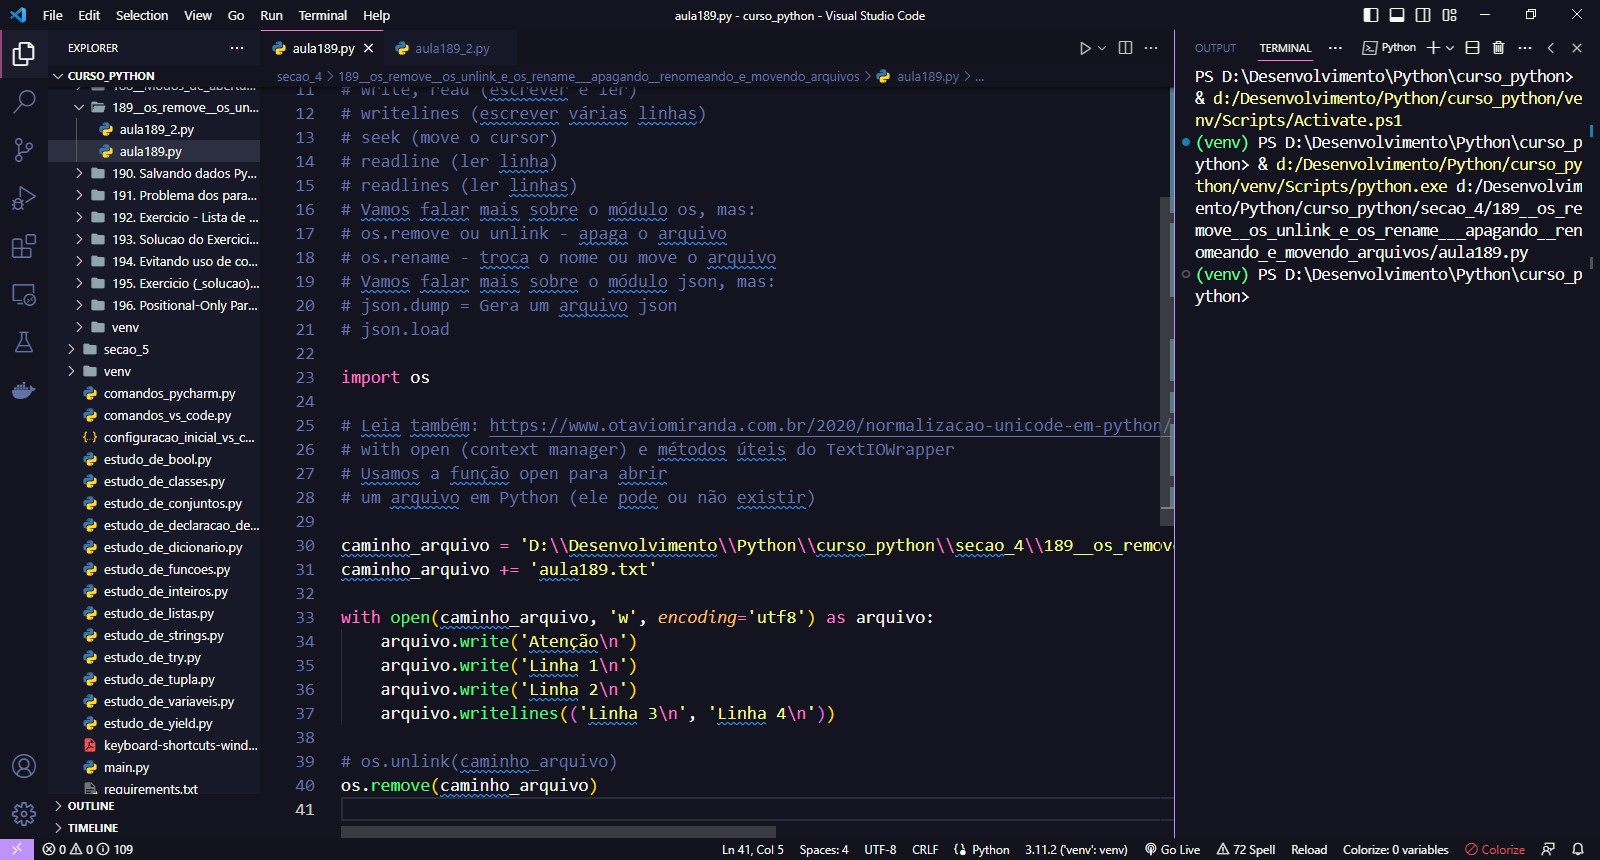 File Edit Selection View Go Run Terminal Help
aula189.py - curso_python - Visual Studio Code
EXPLORER
CURSO_PYTHON
189__os_remove__os_un...
aula189_2.py
aula189.py
190. Salvando dados Py...
191. Problema dos para...
192. Exercicio - Lista de ...
193. Solucao do Exercici...
194. Evitando uso de co...
195. Exercicio (_solucao)...
196. Positional-Only Par...
venv
secao_5
venv
comandos_pycharm.py
comandos_vs_code.py
configuracao_inicial_vs_c...
estudo_de_bool.py
estudo_de_classes.py
estudo_de_conjuntos.py
estudo_de_declaracao_de...
estudo_de_dicionario.py
estudo_de_funcoes.py
estudo_de_inteiros.py
estudo_de_listas.py
estudo_de_strings.py
estudo_de_try.py
estudo_de_tupla.py
estudo_de_variaveis.py
estudo_de_yield.py
keyboard-shortcuts-wind...
main.py
requirements.txt
OUTLINE
TIMELINE
aula189.py aula189_2.py
secao_4 > 189__os_remove__os_unlink_e_os_rename___apagando__renomeando_e_movendo_arquivos > aula189.py > ...
11 # write, read (escrever e ler)
12 # writelines (escrever várias linhas)
13 # seek (move o cursor)
14 # readline (ler linha)
15 # readlines (ler linhas)
16 # Vamos falar mais sobre o módulo os, mas:
17 # os.remove ou unlink - apaga o arquivo
18 # os.rename - troca o nome ou move o arquivo
19 # Vamos falar mais sobre o módulo json, mas:
20 # json.dump = Gera um arquivo json
21 # json.load
22
23 import os
24
25 # Leia também: https://www.otaviomiranda.com.br/2020/normalizacao-unicode-em-python/
26 # with open (context manager) e métodos úteis do TextIOWrapper
27 # Usamos a função open para abrir
28 # um arquivo em Python (ele pode ou não existir)
29
30 caminho_arquivo = 'D:\\Desenvolvimento\\Python\\curso_python\\secao_4\\189__os_remov
31 caminho_arquivo += 'aula189.txt'
32
33 with open(caminho_arquivo, 'w', encoding='utf8') as arquivo:
34     arquivo.write('Atenção\n')
35     arquivo.write('Linha 1\n')
36     arquivo.write('Linha 2\n')
37     arquivo.writelines(('Linha 3\n', 'Linha 4\n'))
38
39 # os.unlink(caminho_arquivo)
40 os.remove(caminho_arquivo)
41
OUTPUT TERMINAL ... Python
PS D:\Desenvolvimento\Python\curso_python>
& d:/Desenvolvimento/Python/curso_python/ve
nv/Scripts/Activate.ps1
(venv) PS D:\Desenvolvimento\Python\curso_p
ython> & d:/Desenvolvimento/Python/curso_py
thon/venv/Scripts/python.exe d:/Desenvolvim
ento/Python/curso_python/secao_4/189__os_re
move__os_unlink_e_os_rename___apagando__ren
omeando_e_movendo_arquivos/aula189.py
(venv) PS D:\Desenvolvimento\Python\curso_p
ython>
0 0 109 Ln 41, Col 5 Spaces: 4 UTF-8 CRLF Python 3.11.2 ('venv': venv) Go Live 72 Spell Reload Colorize: 0 variables Colorize